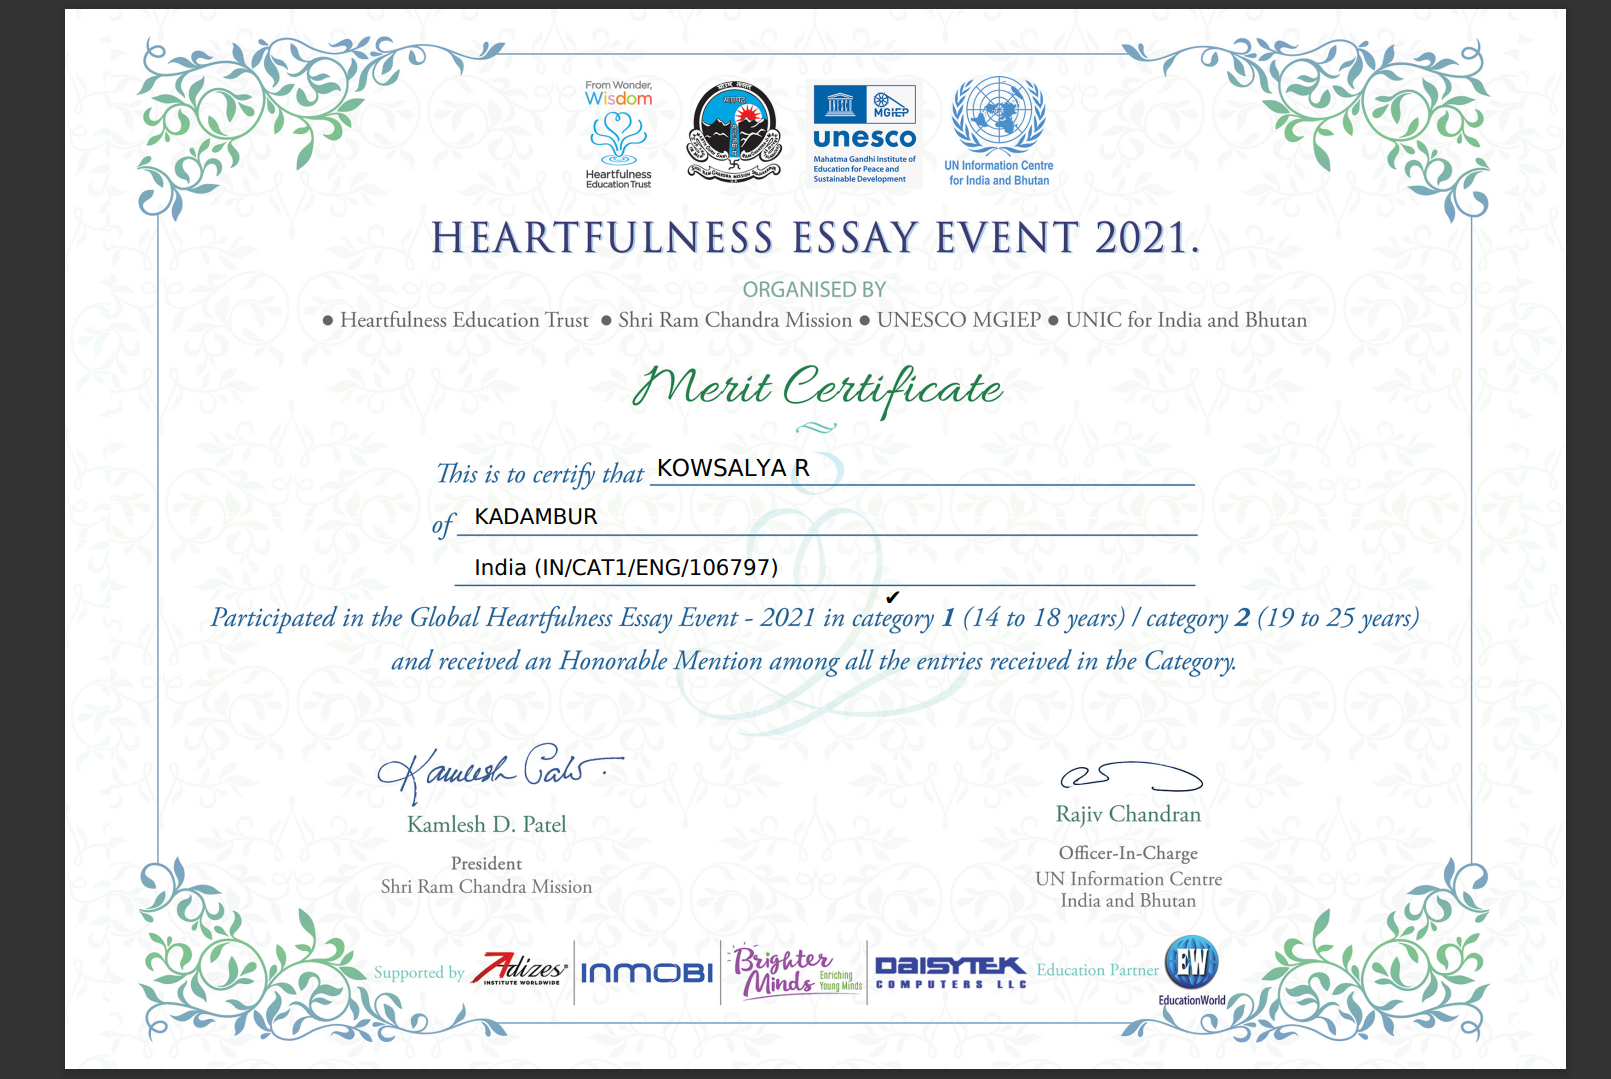 From Wonder,
Wisdom
Heartfulness
Education Trust
MGIEP
unesco
Mahatma Gandhi Institute of
Education for Peace and
Sustainable Development
UN Information Centre
for India and Bhutan
HEARTFULNESS ESSAY EVENT 2021.
ORGANISED BY
● Heartfulness Education Trust ● Shri Ram Chandra Mission ● UNESCO MGIEP ● UNIC for India and Bhutan
Merit Certificate
This is to certify that KOWSALYA R
of KADAMBUR
India (IN/CAT1/ENG/106797)
✔
Participated in the Global Heartfulness Essay Event - 2021 in category 1 (14 to 18 years) / category 2 (19 to 25 years)
and received an Honorable Mention among all the entries received in the Category.
Kamlesh D. Patel
President
Shri Ram Chandra Mission
Rajiv Chandran
Officer-In-Charge
UN Information Centre
India and Bhutan
Supported by
Adizes
INSTITUTE WORLDWIDE
INMOBI
Brighter
Minds
Enriching
Young Minds
DAISYTEK
COMPUTERS LLC
Education Partner
EW
EducationWorld